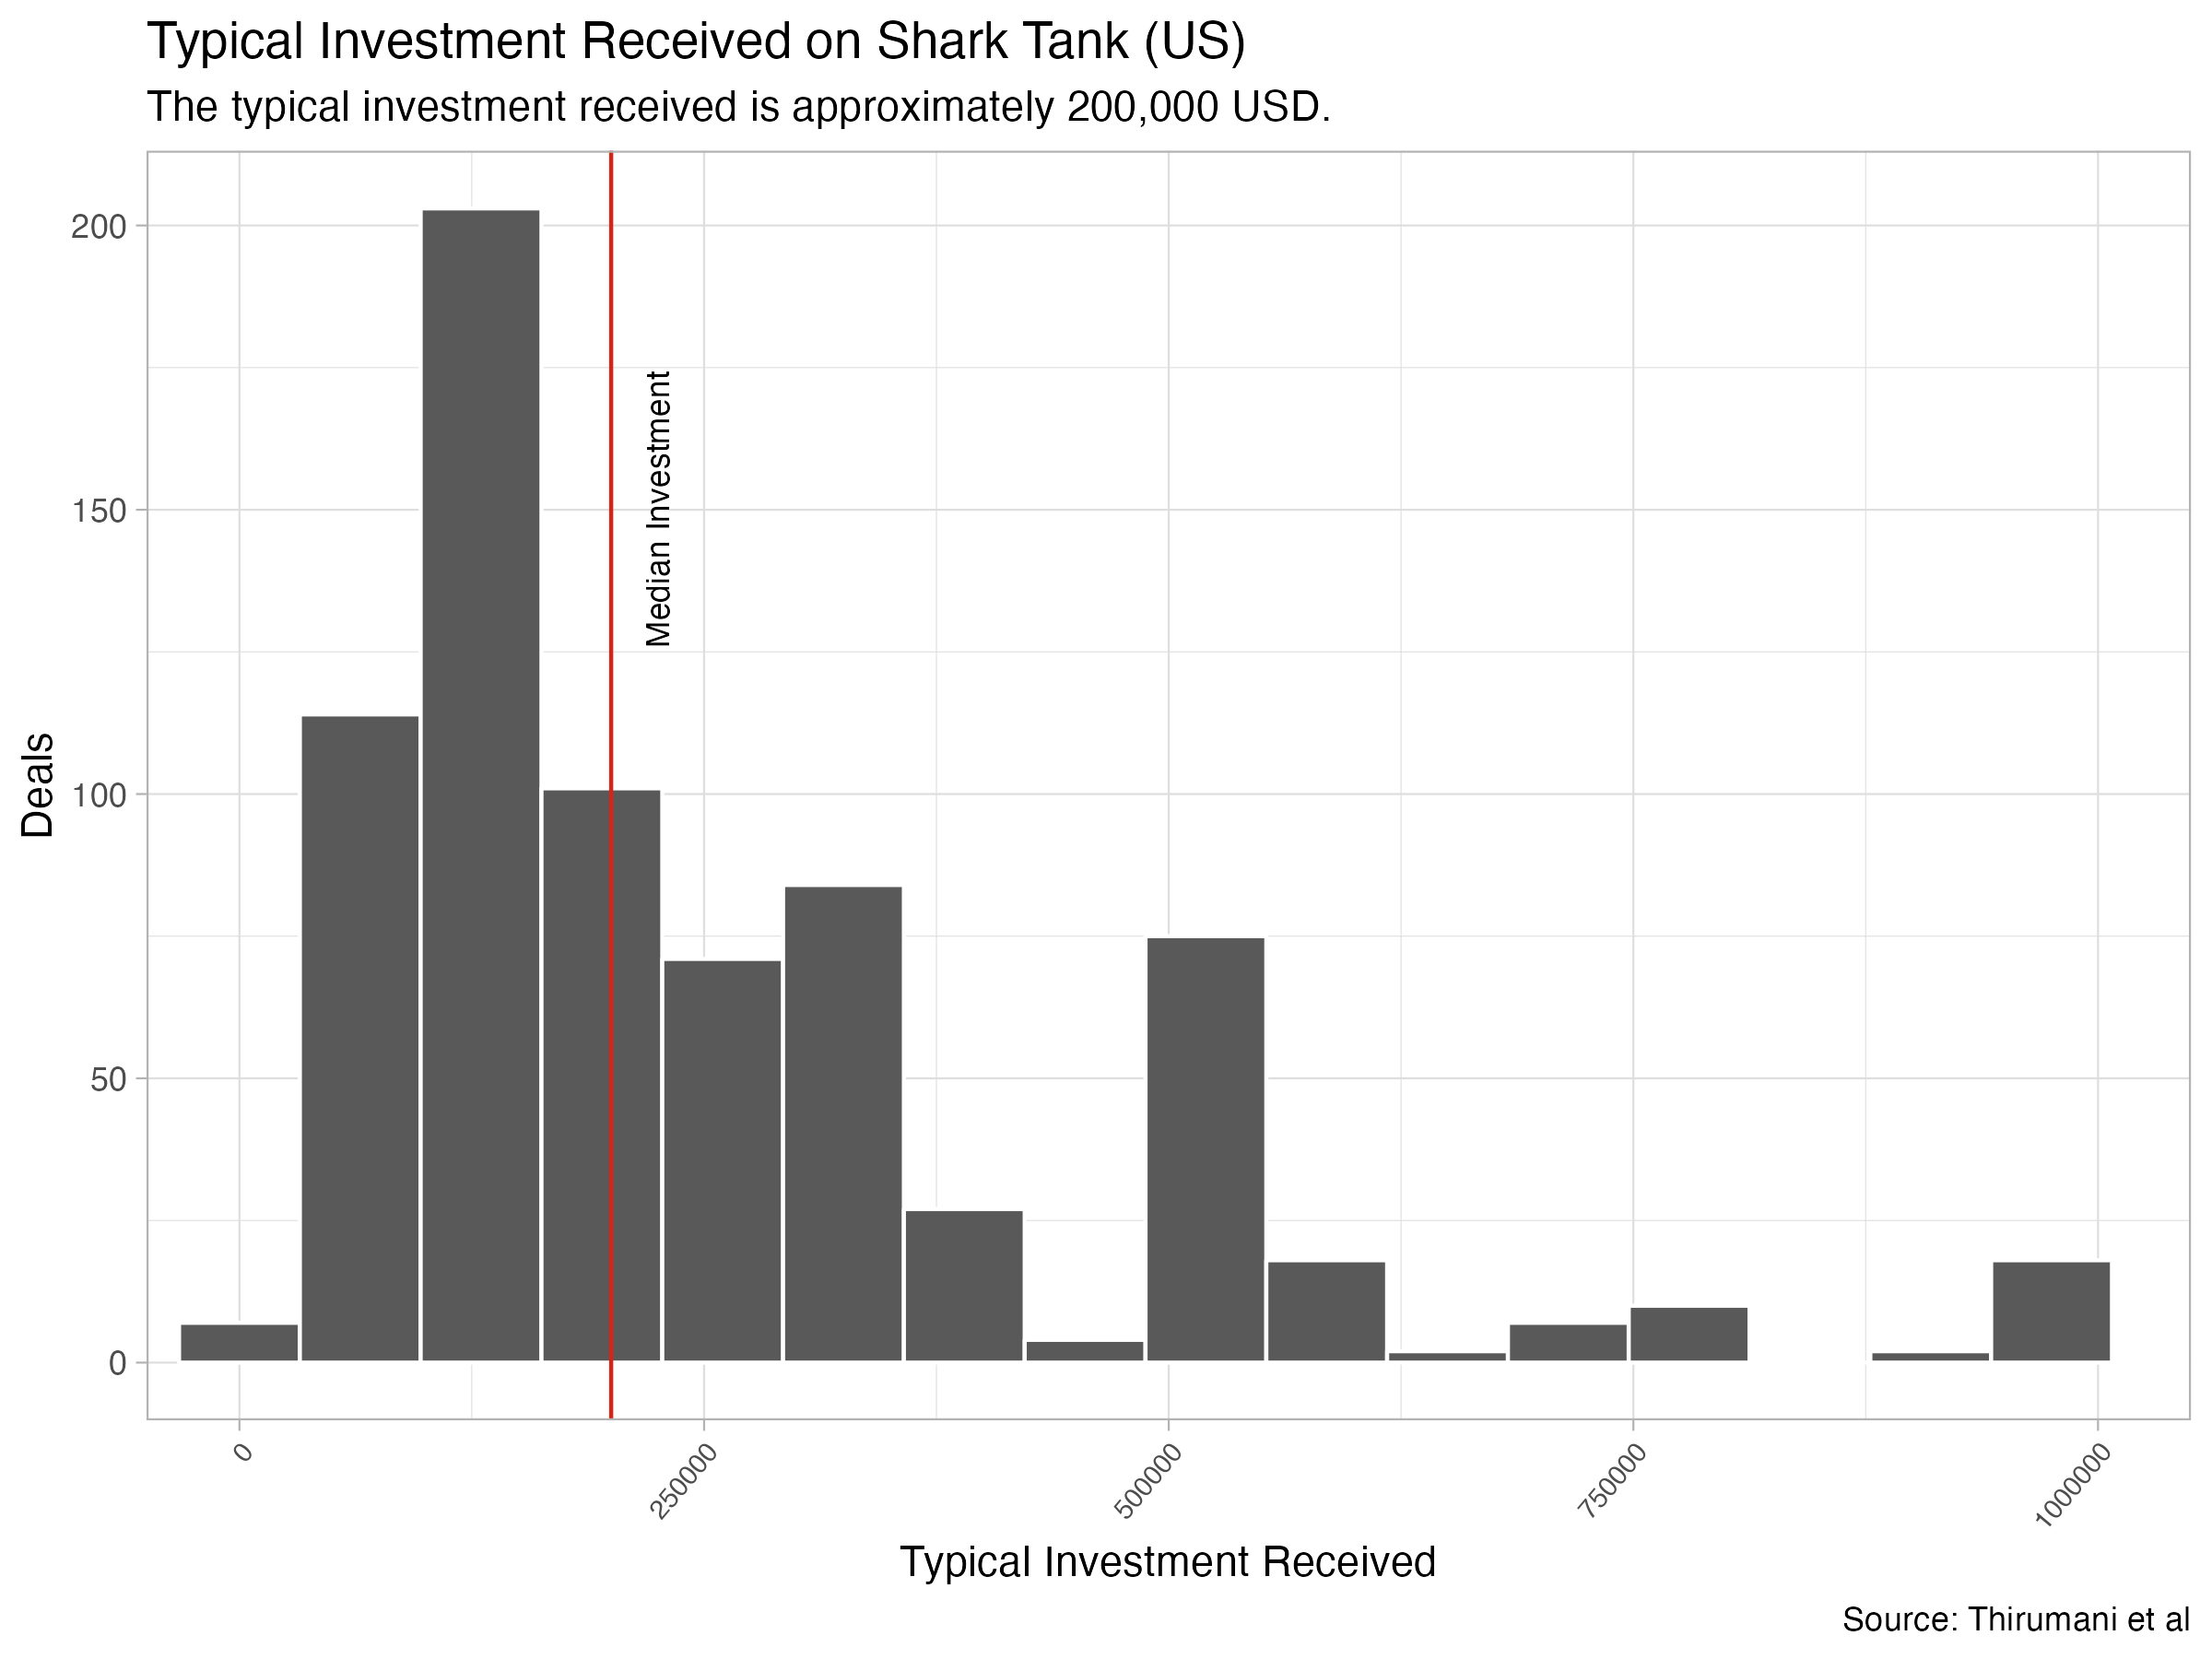 Typical Investment Received on Shark Tank (US)
The typical investment received is approximately 200,000 USD.
200
150
100
50
0
Deals
Median Investment
0
250000
500000
750000
1000000
Typical Investment Received
Source: Thirumani et al